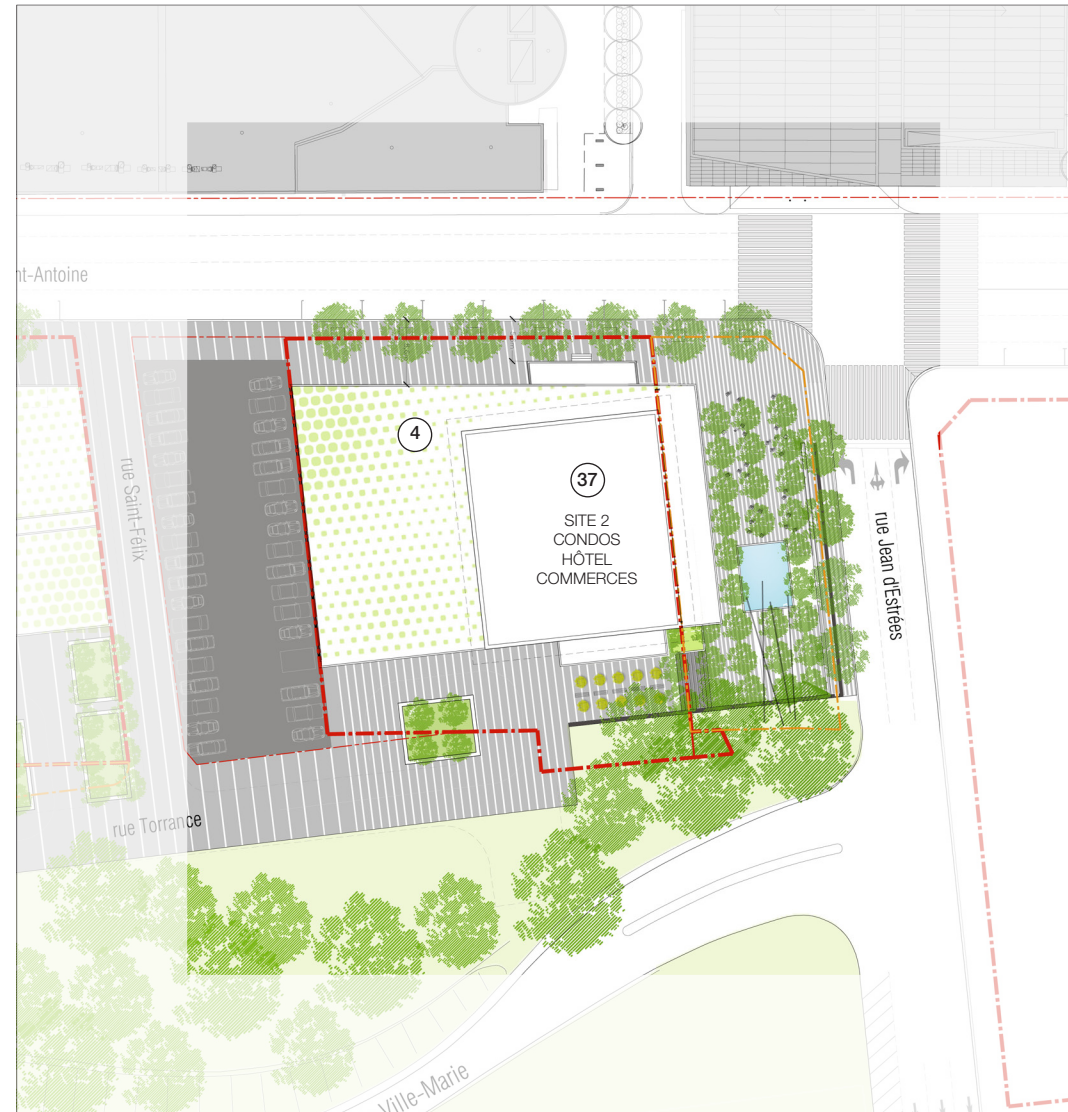 nt-Antoine
4
37
SITE 2
CONDOS
HÔTEL
COMMERCES
rue Saint-Félix
rue Jean d'Estrées
rue Torrance
Ville-Marie